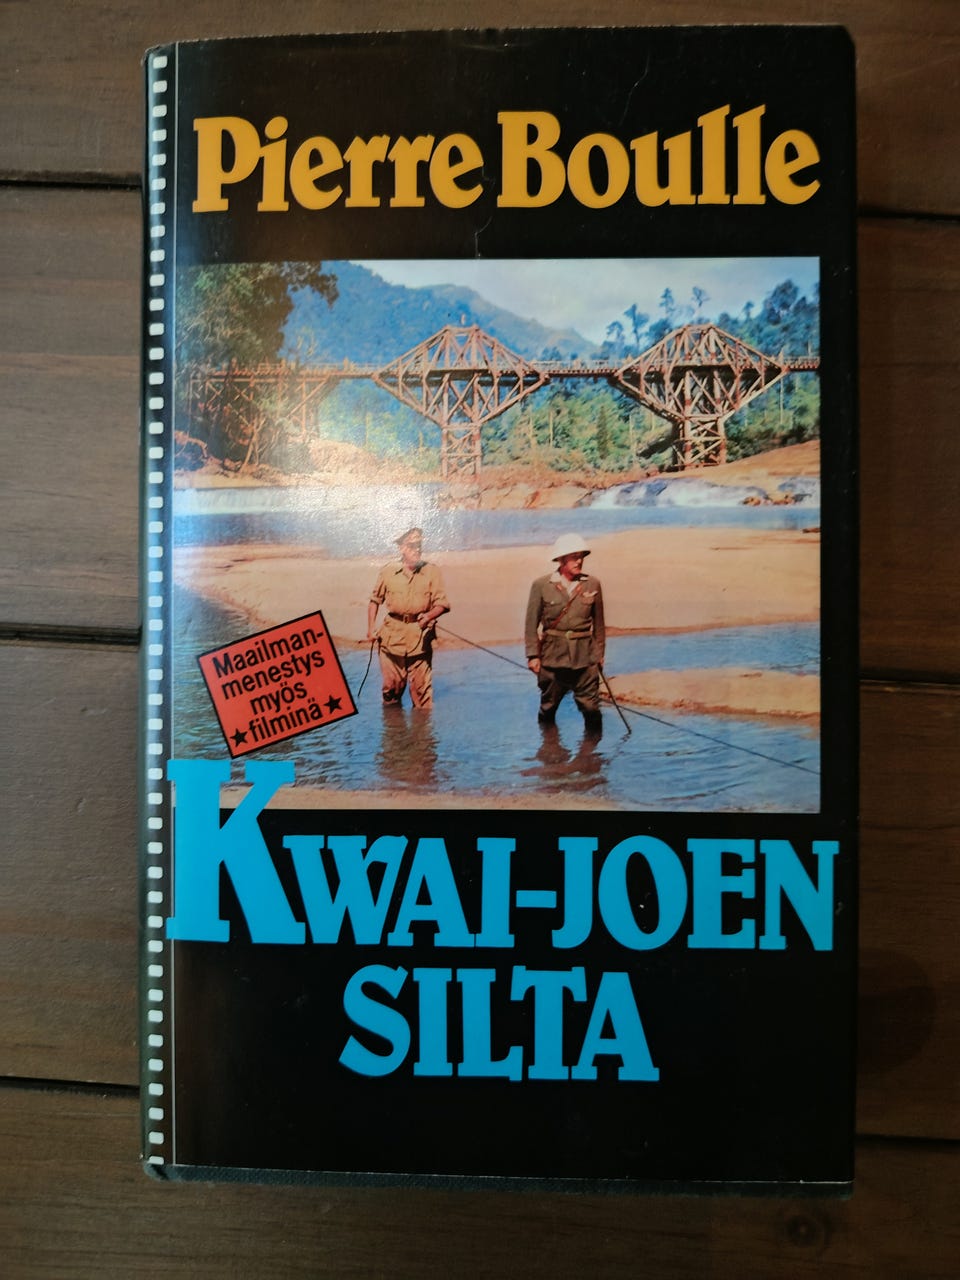 Pierre Boulle
Maailman-
menestys
myös
★filminä★
KWAI-JOEN
SILTA